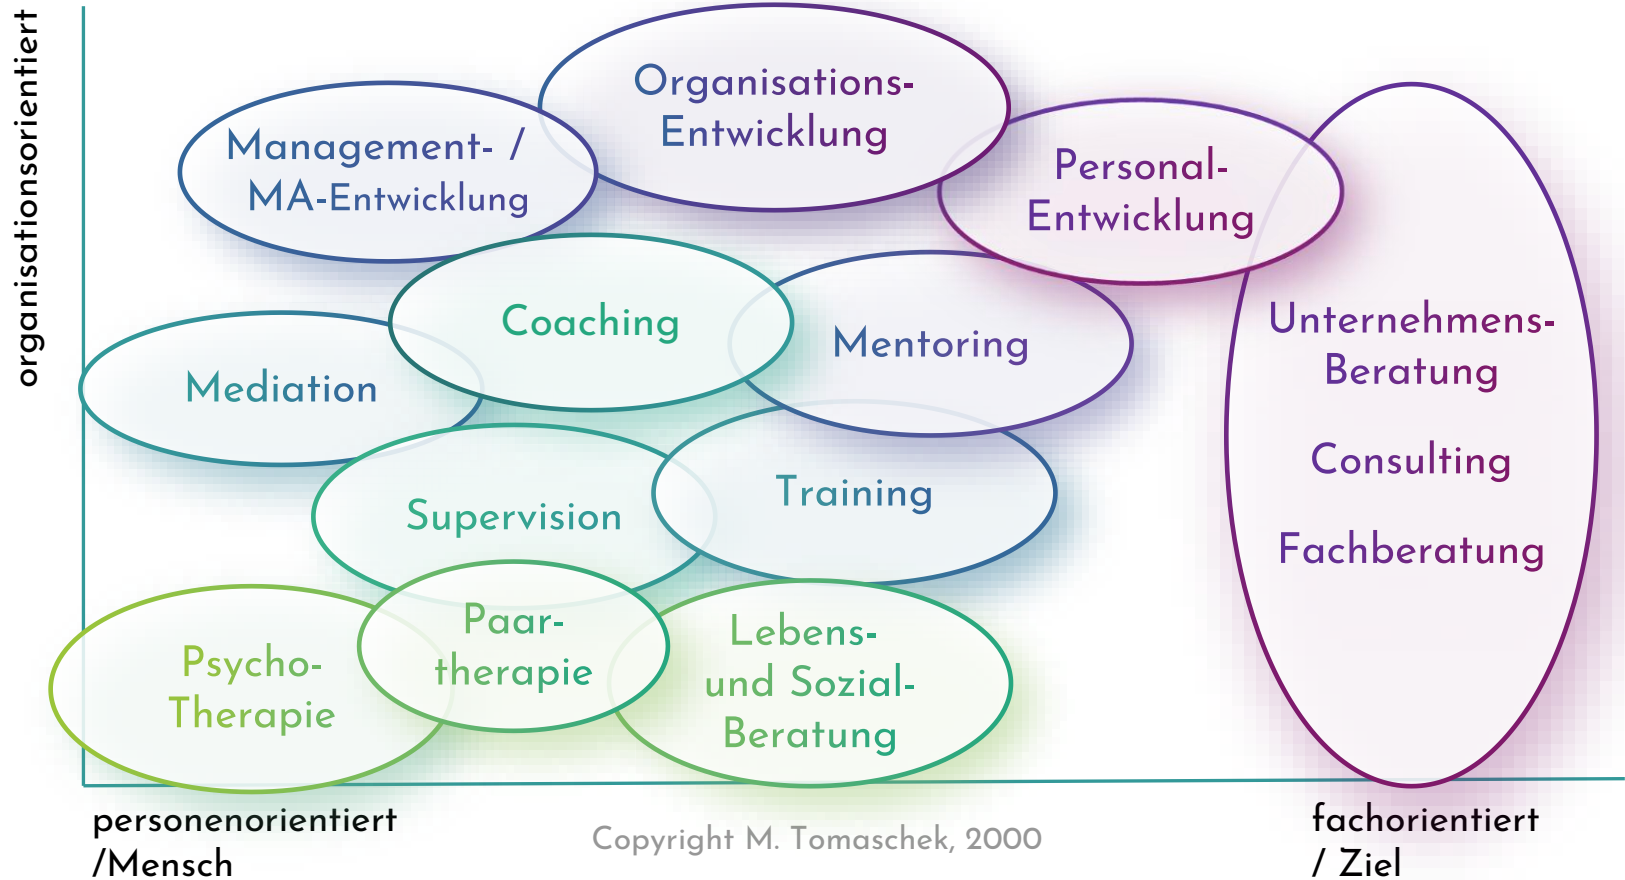 organisationsorientiert
Organisations-
Entwicklung
Management- /
MA-Entwicklung
Personal-
Entwicklung
Coaching
Mentoring
Mediation
Unternehmens-
Beratung
Consulting
Fachberatung
Supervision
Training
Psycho-
Therapie
Paar-
therapie
Lebens-
und Sozial-
Beratung
personenorientiert
/Mensch
Copyright M. Tomaschek, 2000
fachorientiert
/ Ziel